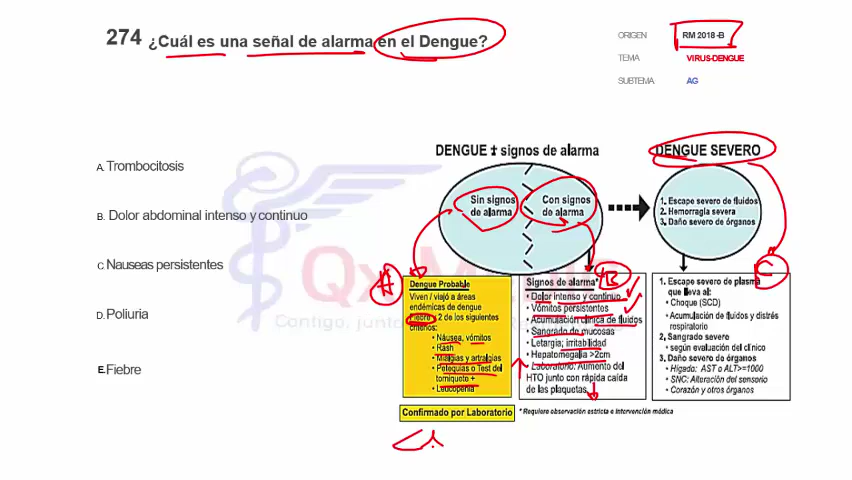 274 ¿Cuál es una señal de alarma en el Dengue?
ORIGEN RM 2018-B
TEMA VIRUS-DENGUE
SUBTEMA AG
A. Trombocitosis
B. Dolor abdominal intenso y continuo
C. Nauseas persistentes
D. Poliuria
E. Fiebre
DENGUE ± signos de alarma
Sin signos
de alarma
Con signos
de alarma
DENGUE SEVERO
1. Escape severo de fluidos
2. Hemorragia severa
3. Daño severo de órganos
A
Dengue Probable
Viven / viajó a áreas
endémicas de dengue
Fiebre + 2 de los siguientes
criterios:
• Náusea, vómitos
• Rash
• Mialgias y artralgias
• Petequias o Test del
torniquete +
• Leucopenia
Confirmado por Laboratorio
B
Signos de alarma*
• Dolor intenso y continuo
• Vómitos persistentes
• Acumulación clínica de fluidos
• Sangrado de mucosas
• Letargia; irritabilidad
• Hepatomegalia >2cm
• Laboratorio: Aumento del
HTO junto con rápida caída
de las plaquetas
* Requiere observación estricta e intervención médica
C
1. Escape severo de plasma
que lleva a:
• Choque (SCD)
• Acumulación de fluidos y distrés
respiratorio
2. Sangrado severo
según evaluación del clínico
3. Daño severo de órganos
• Hígado: AST o ALT>=1000
• SNC: Alteración del sensorio
• Corazón y otros órganos
Contigo, junto